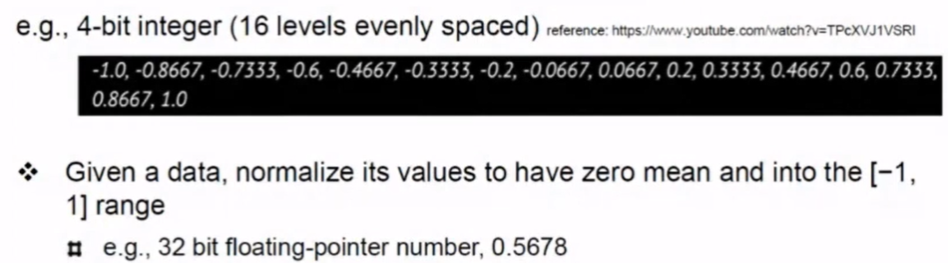 e.g., 4-bit integer (16 levels evenly spaced) reference: https://www.youtube.com/watch?v=TPcXVJ1VSRI
-1.0, -0.8667, -0.7333, -0.6, -0.4667, -0.3333, -0.2, -0.0667, 0.0667, 0.2, 0.3333, 0.4667, 0.6, 0.7333,
0.8667, 1.0
❖ Given a data, normalize its values to have zero mean and into the [−1,
1] range
⌗ e.g., 32 bit floating-pointer number, 0.5678